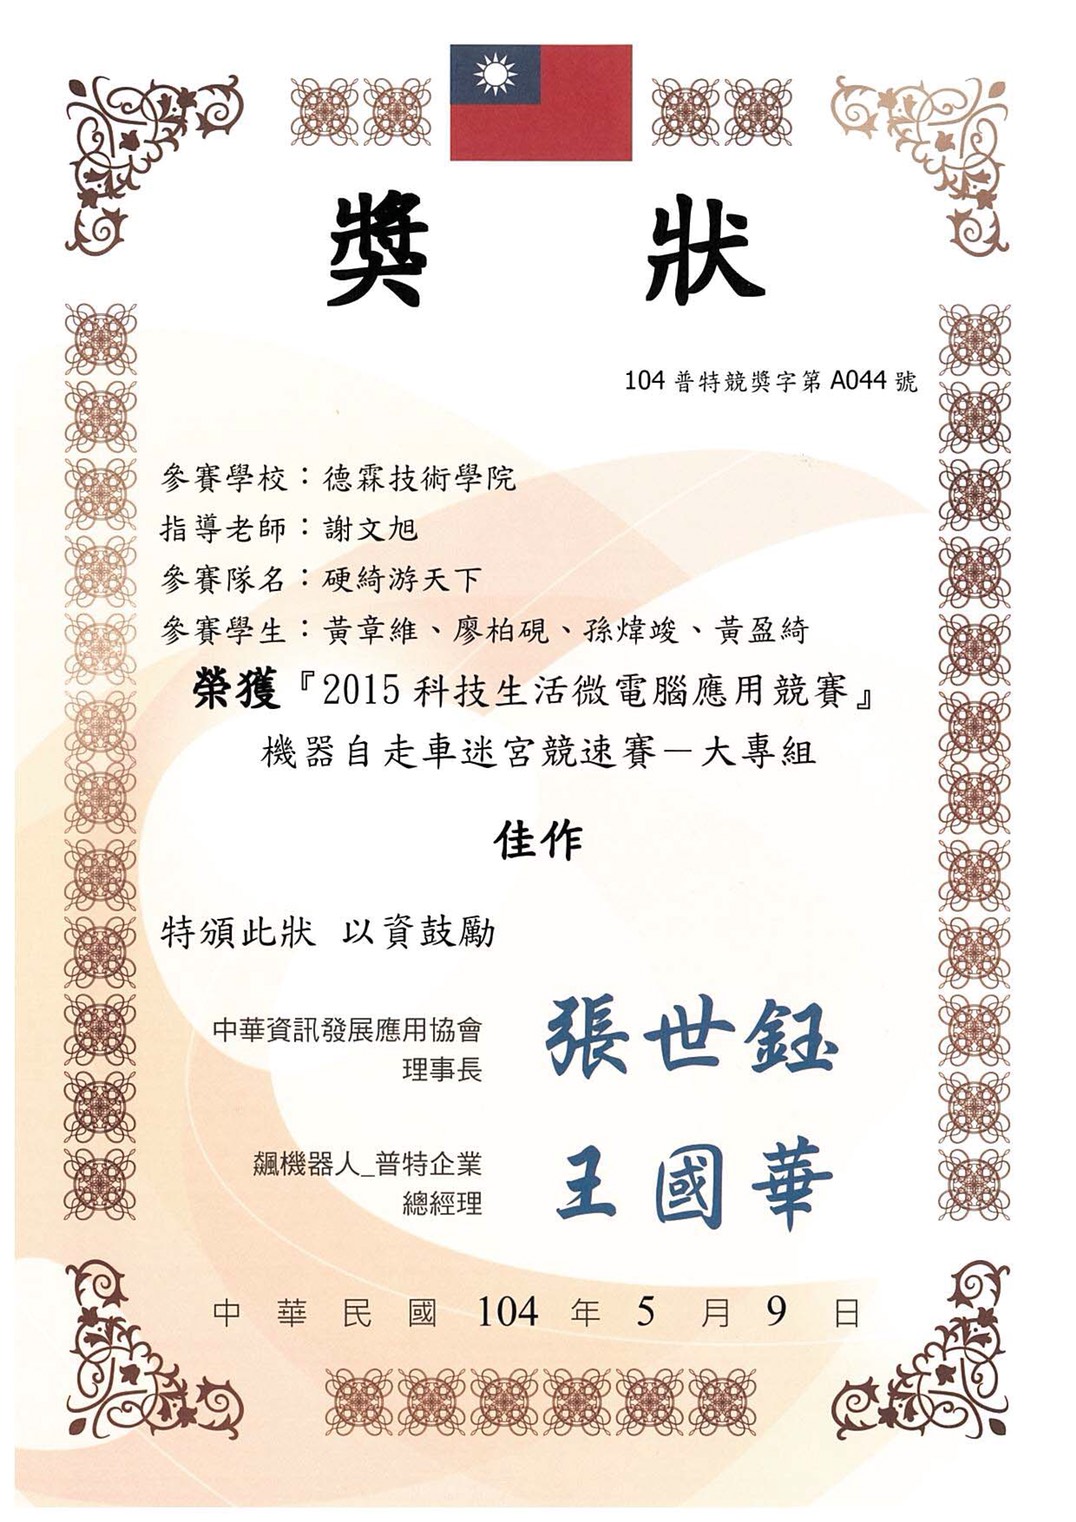 獎 狀
104 普特競獎字第 A044 號
參賽學校：德霖技術學院
指導老師：謝文旭
參賽隊名：硬綺游天下
參賽學生：黃章維、廖柏硯、孫煒竣、黃盈綺
榮獲『2015 科技生活微電腦應用競賽』
機器自走車迷宮競速賽－大專組
佳作
特頒此狀 以資鼓勵
中華資訊發展應用協會
理事長
張世鈺
飆機器人_普特企業
總經理
王國華
中 華 民 國 104 年 5 月 9 日